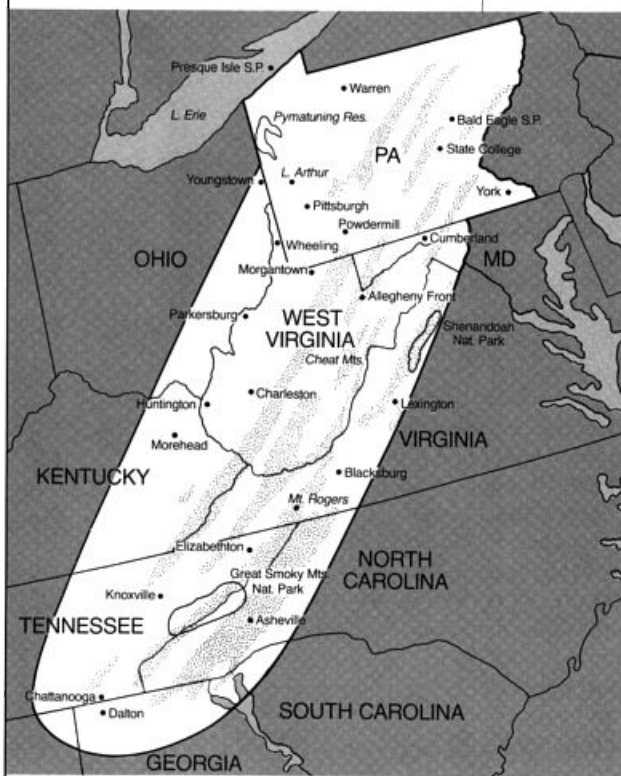 Presque Isle S.P.
Warren
L. Erie
Pymatuning Res.
Bald Eagle S.P.
PA
State College
L. Arthur
Youngstown
York
Pittsburgh
Powdermill
Cumberland
Wheeling
OHIO
MD
Morgantown
Allegheny Front
Parkersburg
WEST
VIRGINIA
Shenandoah
Nat. Park
Cheat Mts.
Charleston
Huntington
Lexington
Morehead
VIRGINIA
KENTUCKY
Blacksburg
Mt. Rogers
Elizabethton
NORTH
CAROLINA
Great Smoky Mts.
Nat. Park
Knoxville
TENNESSEE
Asheville
Chattanooga
Dalton
SOUTH CAROLINA
GEORGIA